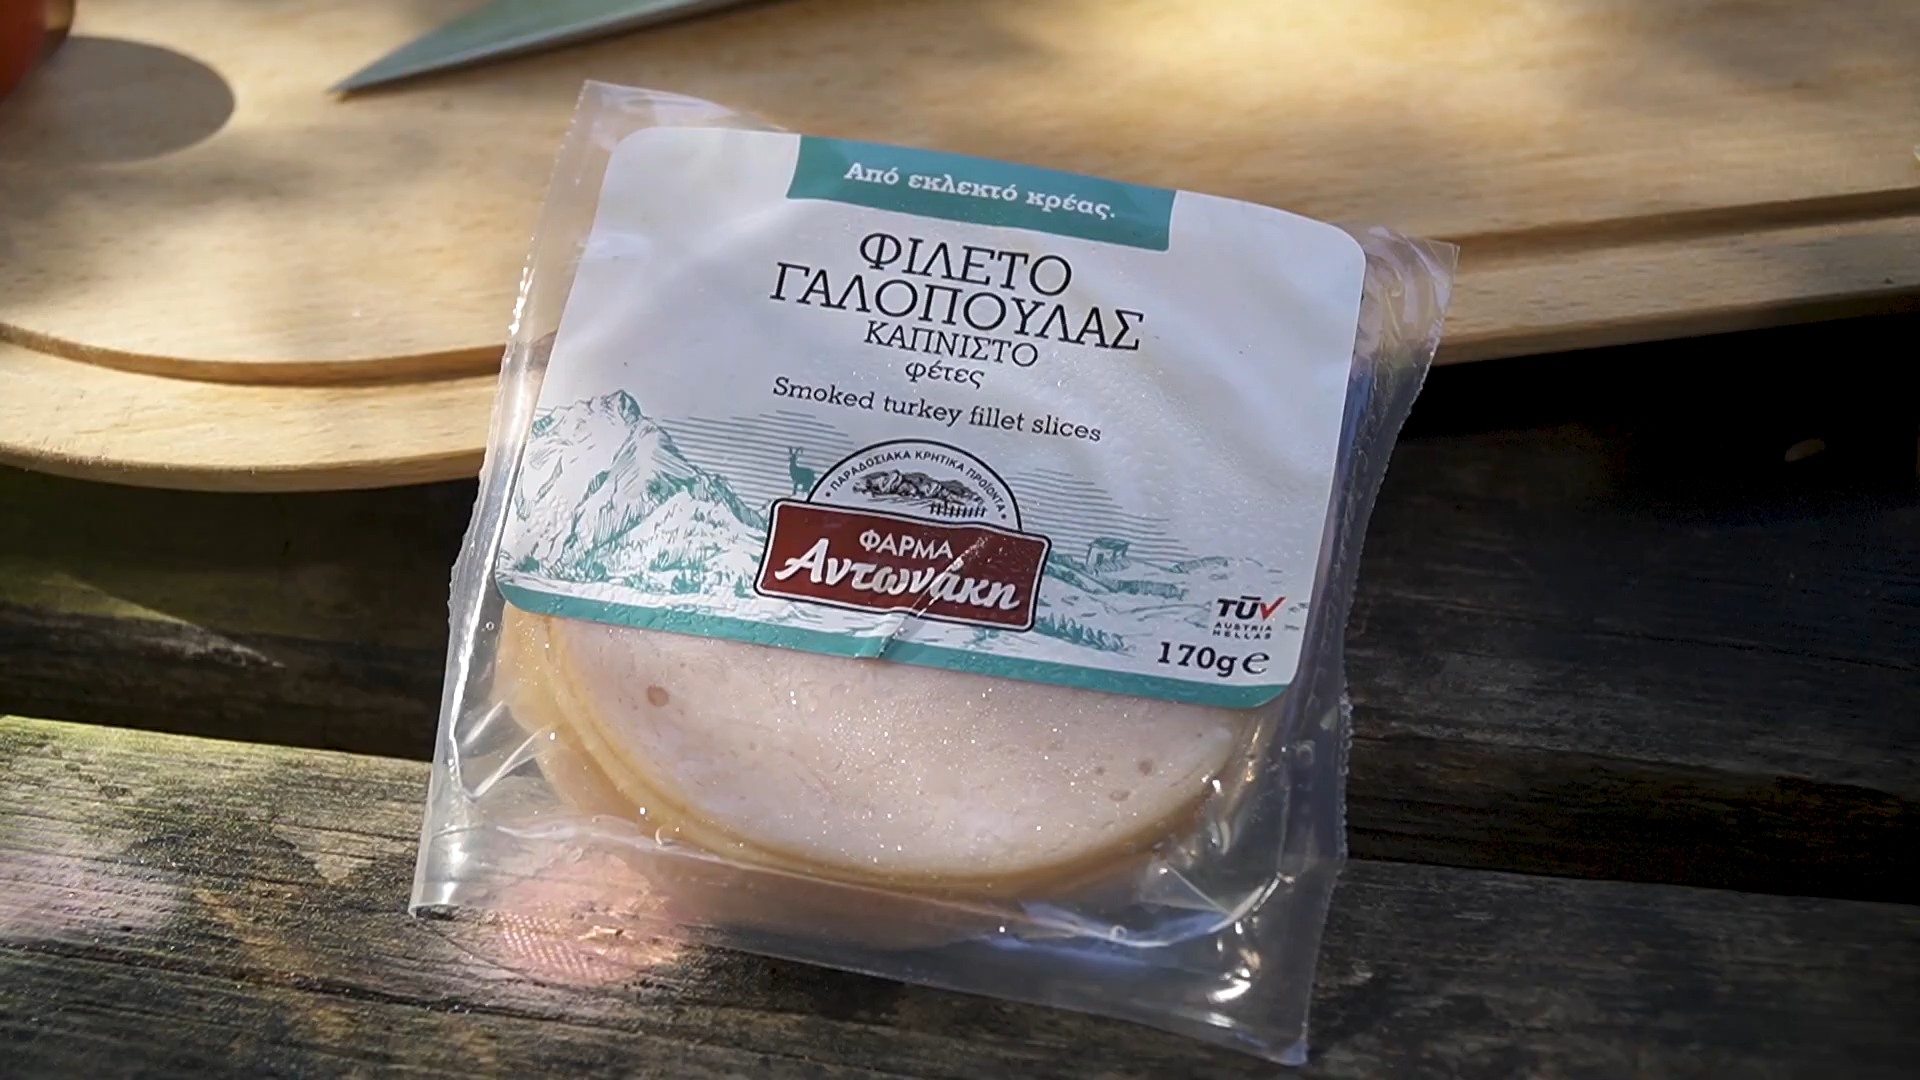 Από εκλεκτό κρέας.
ΦΙΛΕΤΟ
ΓΑΛΟΠΟΥΛΑΣ
ΚΑΠΝΙΣΤΟ
φέτες
Smoked turkey fillet slices
• ΠΑΡΑΔΟΣΙΑΚΑ ΚΡΗΤΙΚΑ ΠΡΟΪΟΝΤΑ •
ΦΑΡΜΑ
Αντωνάκη
TÜV
AUSTRIA
HELLAS
170g e